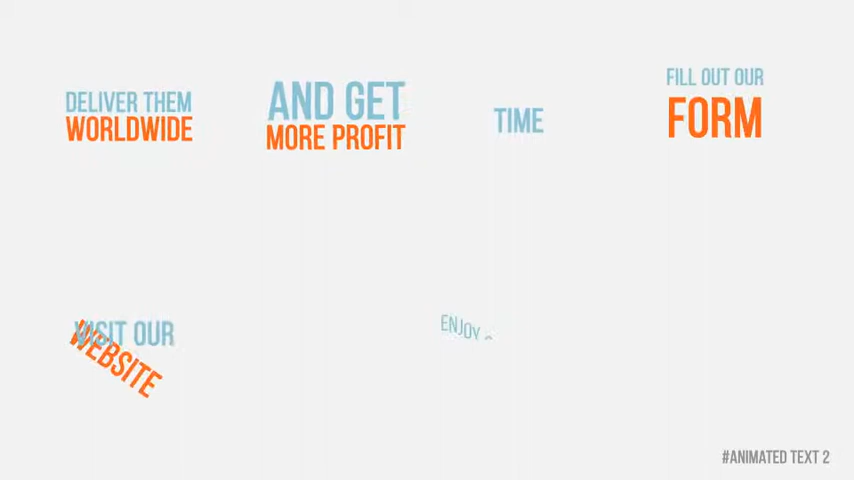 DELIVER THEM
WORLDWIDE
AND GET
MORE PROFIT
TIME
FILL OUT OUR
FORM
VISIT OUR
WEBSITE
ENJOY
#ANIMATED TEXT 2